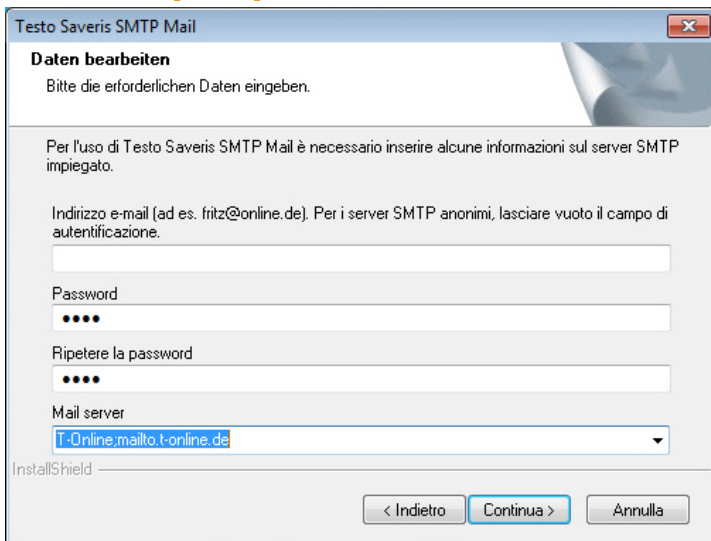 Testo Saveris SMTP Mail
Daten bearbeiten
Bitte die erforderlichen Daten eingeben.
Per l'uso di Testo Saveris SMTP Mail è necessario inserire alcune informazioni sul server SMTP
impiegato.
Indirizzo e-mail (ad es. fritz@online.de). Per i server SMTP anonimi, lasciare vuoto il campo di
autentificazione.
Password
••••
Ripetere la password
••••
Mail server
T-Online;mailto.t-online.de
InstallShield
< Indietro Continua > Annulla